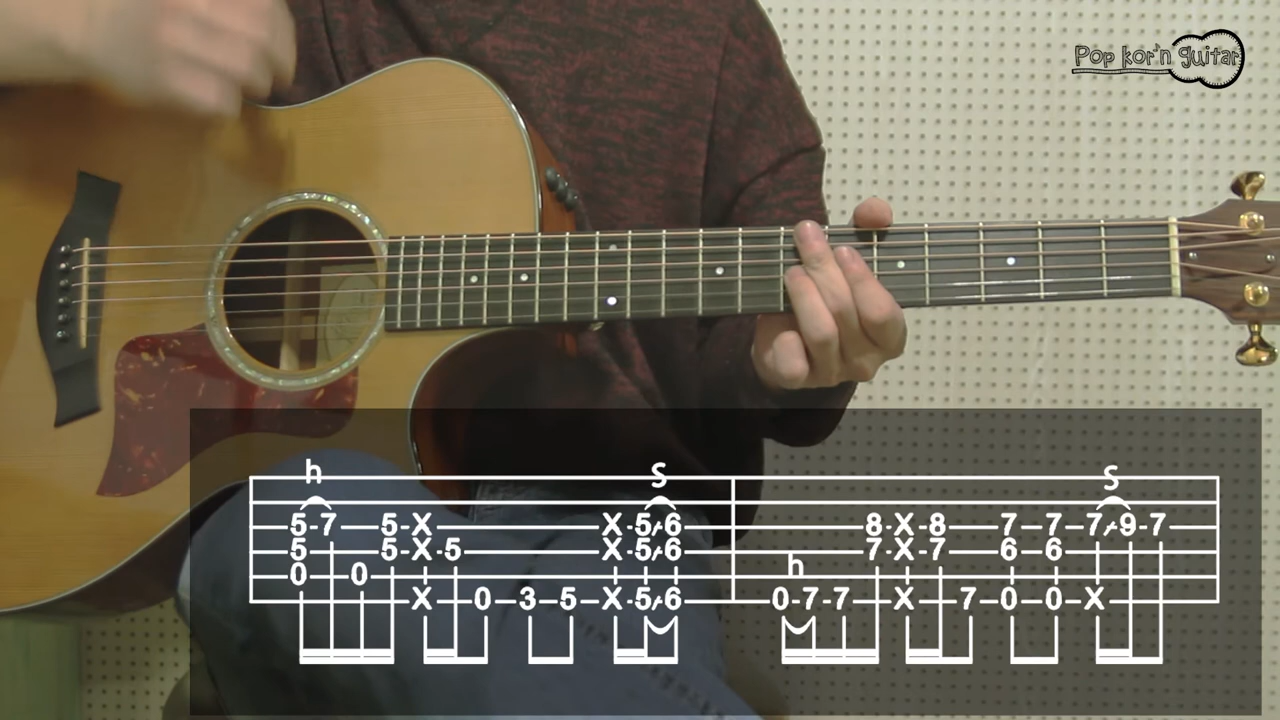 Pop kor'n guitar
h S S
5-7 5-X X-5-6 8-X-8 7-7-7-9-7
5 5-X-5 X-5-6 7-X-7 6-6
0 0 h
X 0-3-5-X-5-6 0-7-7 X 7-0 0-X